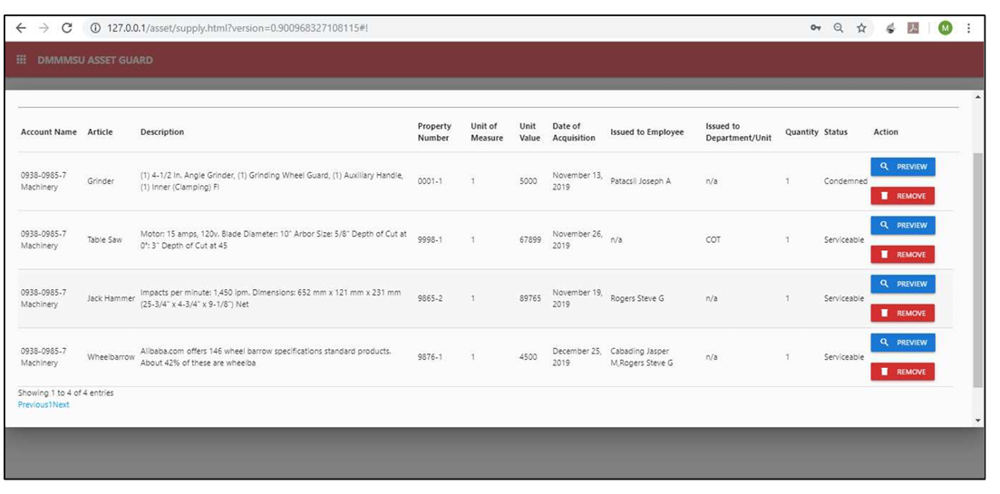 127.0.0.1/asset/supply.html?version=0.900968327108115#!
M
DMMMSU ASSET GUARD
Account Name Article Description Property Number Unit of Measure Unit Value Date of Acquisition Issued to Employee Issued to Department/Unit Quantity Status Action
0938-0985-7 Machinery Grinder (1) 4-1/2 In. Angle Grinder, (1) Grinding Wheel Guard, (1) Auxiliary Handle, (1) Inner (Clamping) Fl 0001-1 1 5000 November 13, 2019 Patacsil Joseph A n/a 1 Condemned PREVIEW REMOVE
0938-0985-7 Machinery Table Saw Motor: 15 amps, 120v. Blade Diameter: 10" Arbor Size: 5/8" Depth of Cut at 0°: 3" Depth of Cut at 45 9998-1 1 67899 November 26, 2019 n/a COT 1 Serviceable PREVIEW REMOVE
0938-0985-7 Machinery Jack Hammer Impacts per minute: 1,450 ipm. Dimensions: 652 mm x 121 mm x 231 mm (25-3/4" x 4-3/4" x 9-1/8") Net 9865-2 1 89765 November 19, 2019 Rogers Steve G n/a 1 Serviceable PREVIEW REMOVE
0938-0985-7 Machinery Wheelbarrow Alibaba.com offers 146 wheel barrow specifications standard products. About 42% of these are wheelba 9876-1 1 4500 December 25, 2019 Cabading Jasper M,Rogers Steve G n/a 1 Serviceable PREVIEW REMOVE
Showing 1 to 4 of 4 entries
Previous1Next